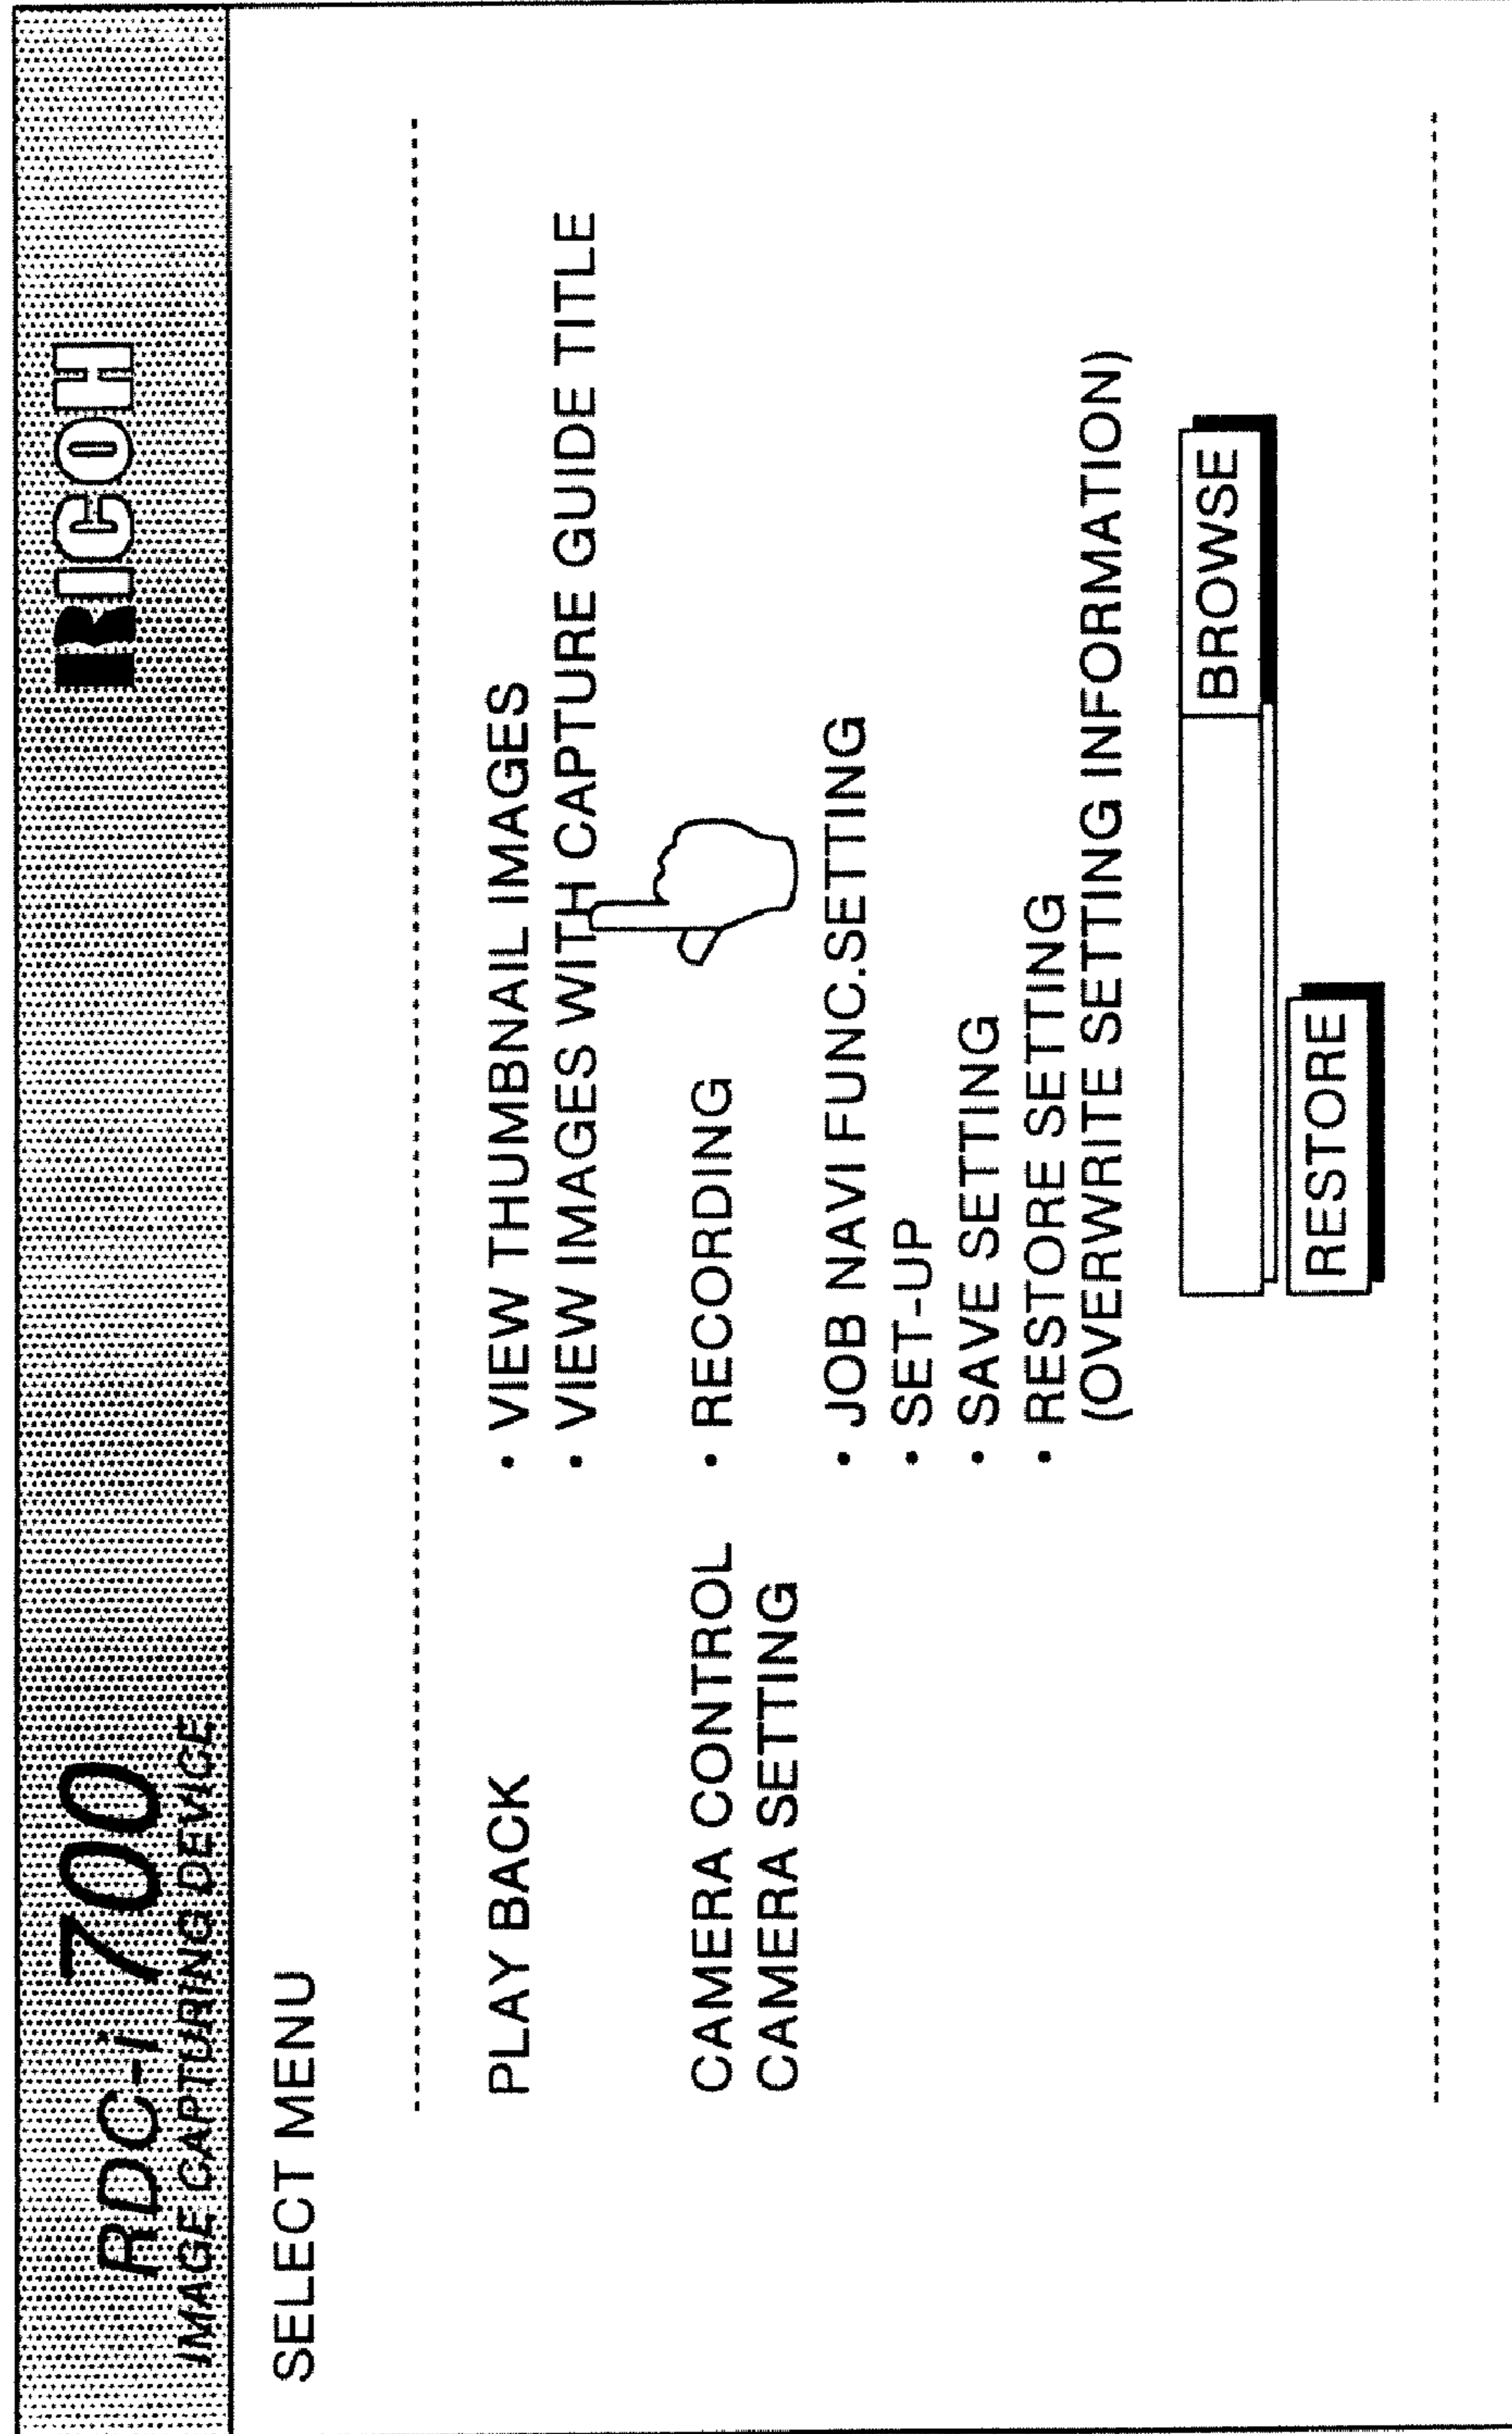 RDC-i 700
IMAGE CAPTURING DEVICE
RICOH
SELECT MENU
PLAY BACK
• VIEW THUMBNAIL IMAGES
• VIEW IMAGES WITH CAPTURE GUIDE TITLE
CAMERA CONTROL • RECORDING
CAMERA SETTING
• JOB NAVI FUNC.SETTING
• SET-UP
• SAVE SETTING
• RESTORE SETTING
(OVERWRITE SETTING INFORMATION)
BROWSE
RESTORE